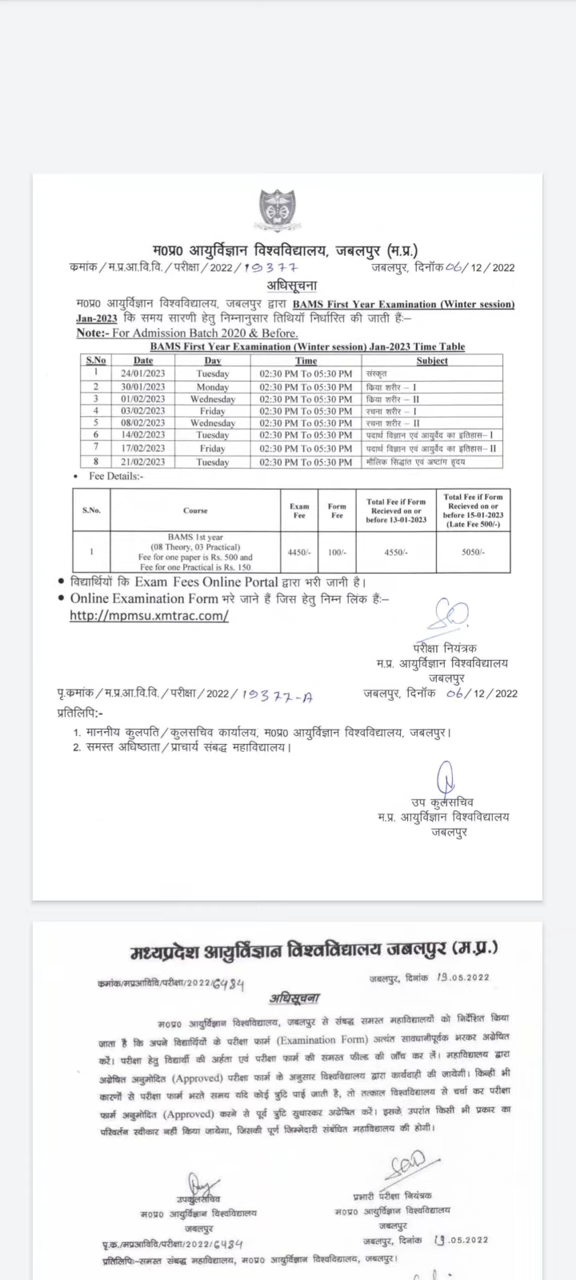 म0प्र0 आयुर्विज्ञान विश्वविद्यालय, जबलपुर (म.प्र.)
कमांक / म.प्र.आ.वि.वि. / परीक्षा / 2022 / 19377 जबलपुर, दिनॉक 06/12/2022
अधिसूचना
म0प्र0 आयुर्विज्ञान विश्वविद्यालय, जबलपुर द्वारा BAMS First Year Examination (Winter session)
Jan-2023 कि समय सारणी हेतु निम्नानुसार तिथियॉ निर्धारित की जाती हैः–
Note:- For Admission Batch 2020 & Before.
BAMS First Year Examination (Winter session) Jan-2023 Time Table
S.No Date Day Time Subject
1 24/01/2023 Tuesday 02:30 PM To 05:30 PM संस्कृत
2 30/01/2023 Monday 02:30 PM To 05:30 PM किया शरीर – I
3 01/02/2023 Wednesday 02:30 PM To 05:30 PM किया शरीर – II
4 03/02/2023 Friday 02:30 PM To 05:30 PM रचना शरीर – I
5 08/02/2023 Wednesday 02:30 PM To 05:30 PM रचना शरीर – II
6 14/02/2023 Tuesday 02:30 PM To 05:30 PM पदार्थ विज्ञान एवं आयुर्वेद का इतिहास– I
7 17/02/2023 Friday 02:30 PM To 05:30 PM पदार्थ विज्ञान एवं आयुर्वेद का इतिहास– II
8 21/02/2023 Tuesday 02:30 PM To 05:30 PM मौलिक सिद्धांत एवं अष्टांग हृदय
• Fee Details:-
S.No. Course Exam Fee Form Fee Total Fee if Form Recieved on or before 13-01-2023 Total Fee if Form Recieved on or before 15-01-2023 (Late Fee 500/-)
1 BAMS 1st year (08 Theory, 03 Practical) Fee for one paper is Rs. 500 and Fee for one Practical is Rs. 150 4450/- 100/- 4550/- 5050/-
• विद्यार्थियों कि Exam Fees Online Portal द्वारा भरी जानी है।
• Online Examination Form भरे जाने हैं जिस हेतु निम्न लिंक हैः–
http://mpmsu.xmtrac.com/
परीक्षा नियंत्रक
म.प्र. आयुर्विज्ञान विश्वविद्यालय
जबलपुर
पृ.कमांक / म.प्र.आ.वि.वि. / परीक्षा / 2022 / 19377-A जबलपुर, दिनॉक 06/12/2022
प्रतिलिपिः-
1. माननीय कुलपति / कुलसचिव कार्यालय, म0प्र0 आयुर्विज्ञान विश्वविद्यालय, जबलपुर।
2. समस्त अधिष्ठाता / प्राचार्य संबद्ध महाविद्यालय।
उप कुलसचिव
म.प्र. आयुर्विज्ञान विश्वविद्यालय
जबलपुर
मध्यप्रदेश आयुर्विज्ञान विश्वविद्यालय जबलपुर (म.प्र.)
क्रमांक/मप्रआविवि/परीक्षा/2022/6484 जबलपुर, दिनांक 19.05.2022
अधिसूचना
म0प्र0 आयुर्विज्ञान विश्वविद्यालय, जबलपुर से संबद्ध समस्त महाविद्यालयों को निर्देशित किया
जाता है कि अपने विद्यार्थियों के परीक्षा फार्म (Examination Form) अत्यंत सावधानीपूर्वक भरकर अग्रेषित
करें। परीक्षा हेतु विद्यार्थी की अर्हता एवं परीक्षा फार्म की समस्त फील्ड की जॉंच कर लें। महाविद्यालय द्वारा
अग्रेषित अनुमोदित (Approved) परीक्षा फार्म के अनुसार विश्वविद्यालय द्वारा कार्यवाही की जायेगी। किन्ही भी
कारणों से परीक्षा फार्म भरते समय यदि कोई त्रुटि पाई जाती है, तो तत्काल विश्वविद्यालय से चर्चा कर परीक्षा
फार्म अनुमोदित (Approved) करने से पूर्व त्रुटि सुधारकर अग्रेषित करें। इसके उपरांत किसी भी प्रकार का
परिवर्तन स्वीकार नहीं किया जायेगा, जिसकी पूर्ण जिम्मेदारी संबंधित महाविद्यालय की होगी।
उपकुलसचिव प्रभारी परीक्षा नियंत्रक
म0प्र0 आयुर्विज्ञान विश्वविद्यालय म0प्र0 आयुर्विज्ञान विश्वविद्यालय
जबलपुर जबलपुर
पृ.क./मप्रआविवि/परीक्षा/2022/6484 जबलपुर, दिनांक 19.05.2022
प्रतिलिपिः-समस्त संबद्ध महाविद्यालय, म0प्र0 आयुर्विज्ञान विश्वविद्यालय, जबलपुर।